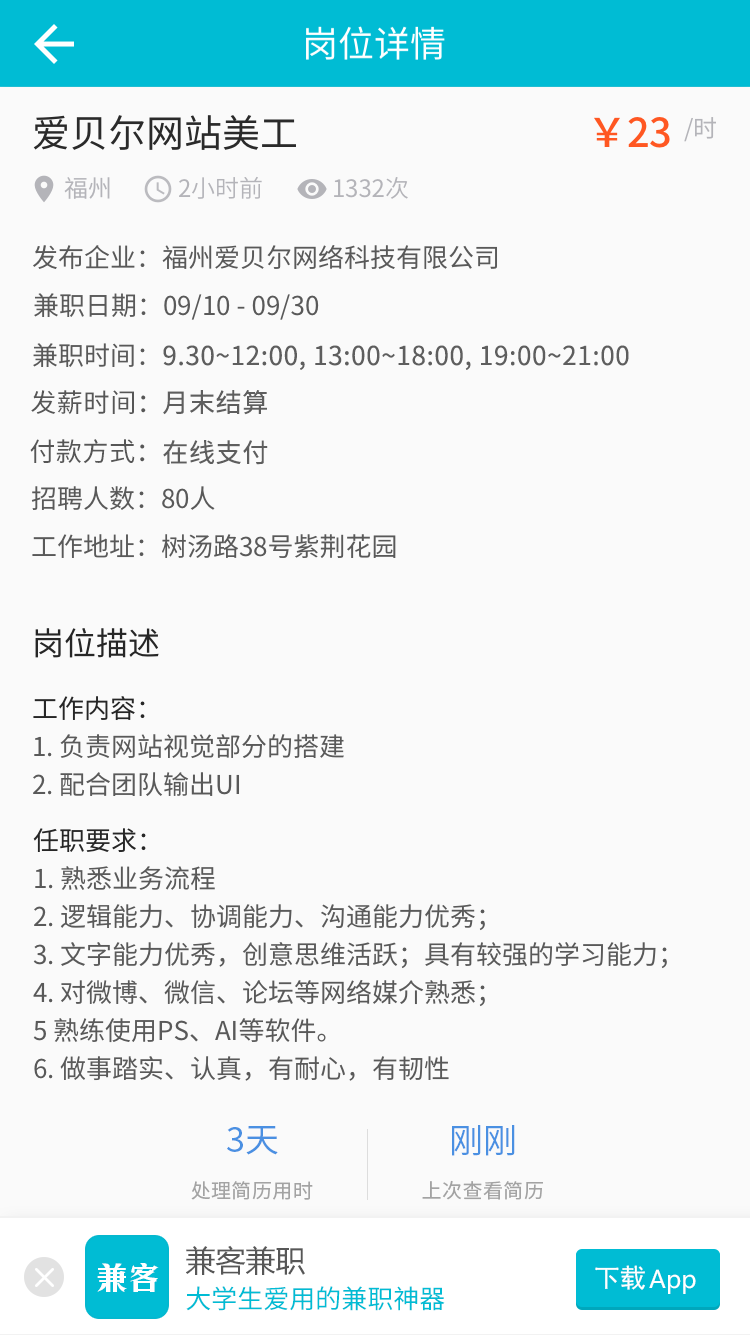 岗位详情
爱贝尔网站美工
￥23 /时
福州 2小时前 1332次
发布企业：福州爱贝尔网络科技有限公司
兼职日期：09/10 - 09/30
兼职时间：9.30~12:00, 13:00~18:00, 19:00~21:00
发薪时间：月末结算
付款方式：在线支付
招聘人数：80人
工作地址：树汤路38号紫荆花园
岗位描述
工作内容：
1. 负责网站视觉部分的搭建
2. 配合团队输出UI
任职要求：
1. 熟悉业务流程
2. 逻辑能力、协调能力、沟通能力优秀；
3. 文字能力优秀，创意思维活跃；具有较强的学习能力；
4. 对微博、微信、论坛等网络媒介熟悉；
5 熟练使用PS、AI等软件。
6. 做事踏实、认真，有耐心，有韧性
3天 刚刚
处理简历用时 上次查看简历
兼客 兼客兼职
大学生爱用的兼职神器
下载App